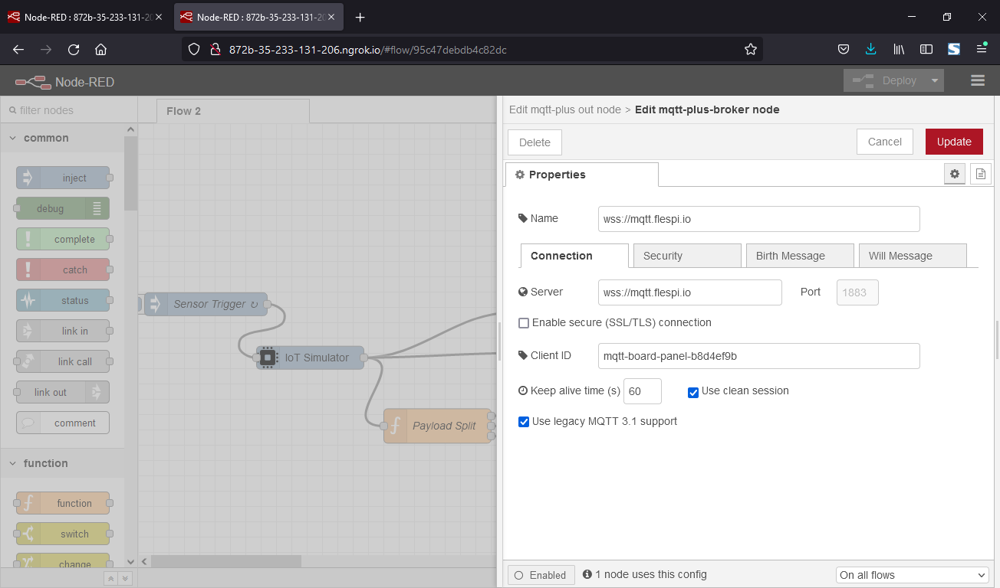 Node-RED : 872b-35-233-131-20
Node-RED : 872b-35-233-131-20
872b-35-233-131-206.ngrok.io/#flow/95c47debdb4c82dc
Node-RED
Deploy
filter nodes
Flow 2
Edit mqtt-plus out node > Edit mqtt-plus-broker node
common
Delete
Cancel
Update
inject
Properties
debug
Name
wss://mqtt.flespi.io
complete
Connection
Security
Birth Message
Will Message
catch
Server
wss://mqtt.flespi.io
Port
1883
status
Sensor Trigger ↻
Enable secure (SSL/TLS) connection
link in
Client ID
mqtt-board-panel-b8d4ef9b
link call
IoT Simulator
Keep alive time (s)
60
Use clean session
link out
Use legacy MQTT 3.1 support
comment
Payload Split
function
function
switch
change
Enabled
1 node uses this config
On all flows